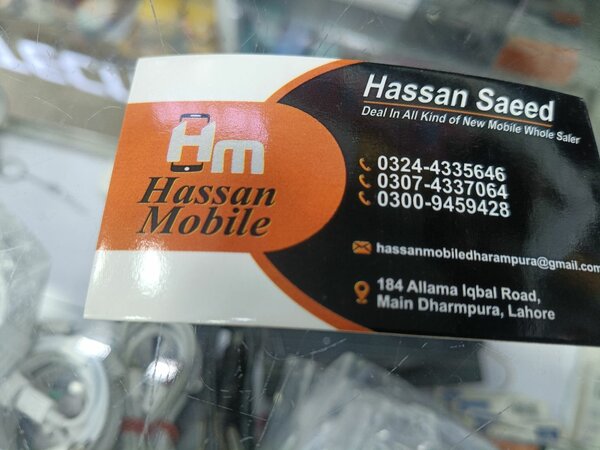 Hassan Saeed
Deal In All Kind of New Mobile Whole Saler
Hm
Hassan
Mobile
0324-4335646
0307-4337064
0300-9459428
hassanmobiledharampura@gmail.com
184 Allama Iqbal Road,
Main Dharmpura, Lahore